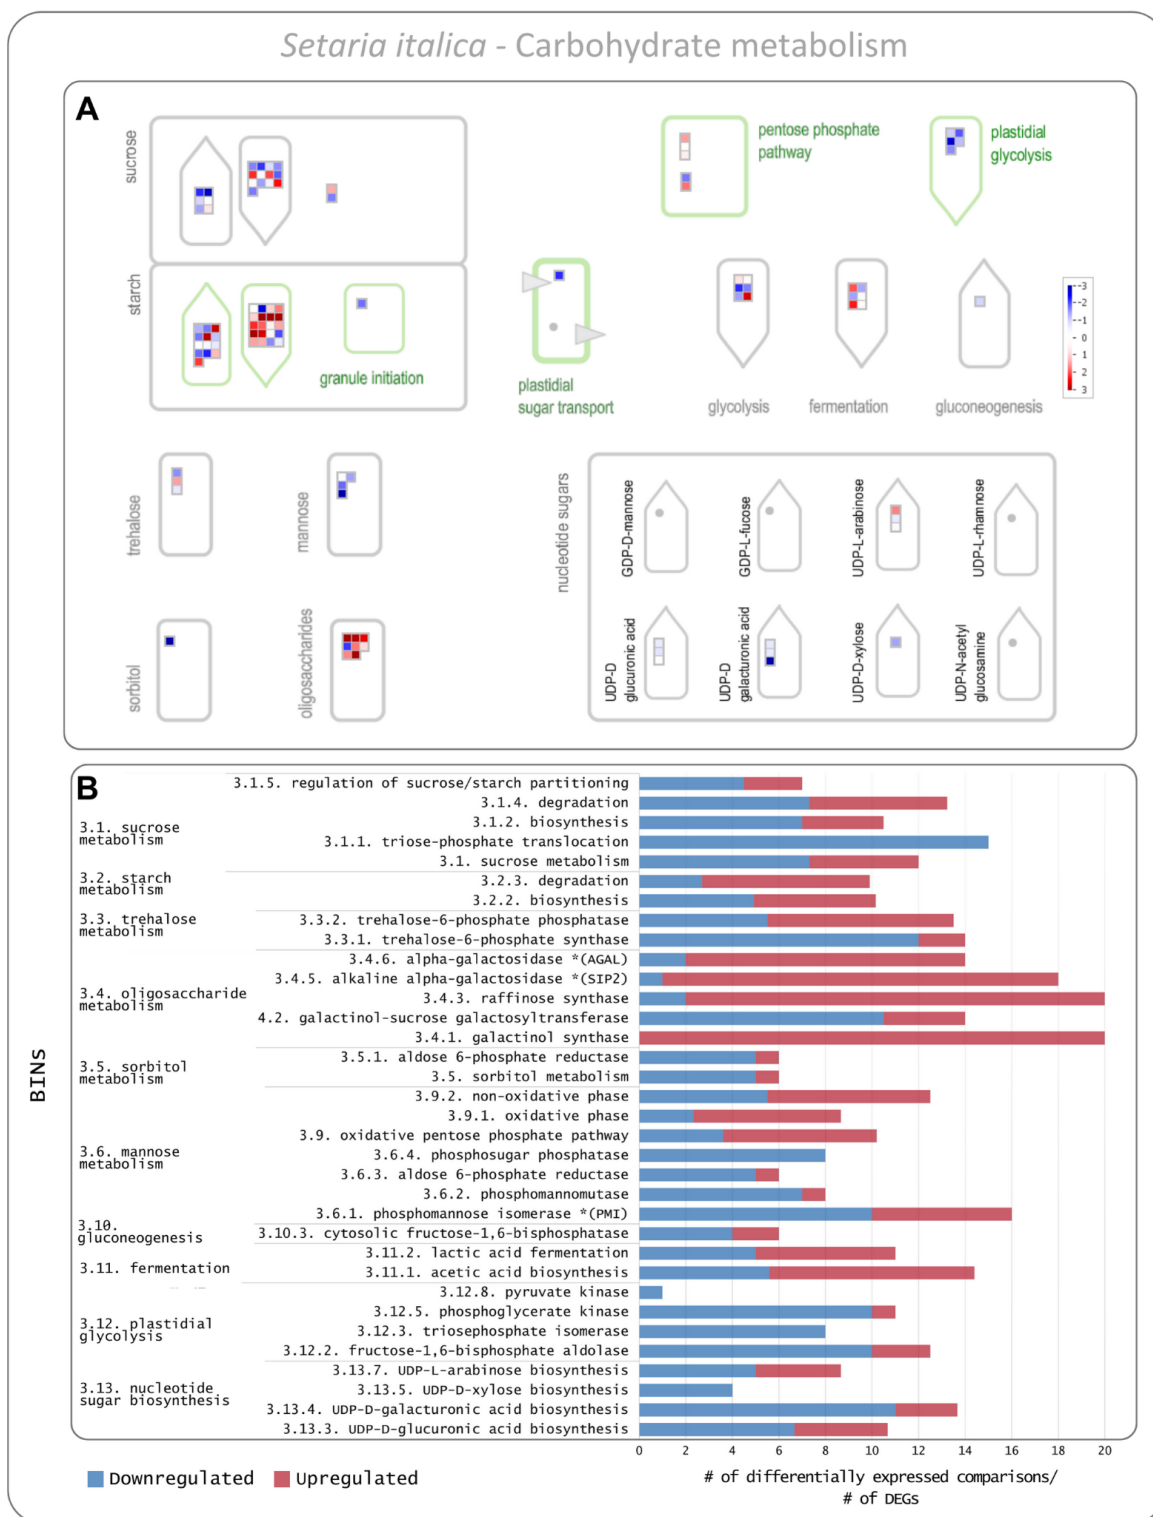 Setaria italica - Carbohydrate metabolism
A
sucrose
starch
granule initiation
plastidial
sugar transport
pentose phosphate
pathway
plastidial
glycolysis
glycolysis
fermentation
gluconeogenesis
-3
-2
-1
0
1
2
3
trehalose
mannose
sorbitol
oligosaccharides
nucleotide sugars
GDP-D-mannose
GDP-L-fucose
UDP-L-arabinose
UDP-L-rhamnose
UDP-D
glucuronic acid
UDP-D
galacturonic acid
UDP-D-xylose
UDP-N-acetyl
glucosamine
B
BINs
3.1. sucrose
metabolism
3.2. starch
metabolism
3.3. trehalose
metabolism
3.4. oligosaccharide
metabolism
3.5. sorbitol
metabolism
3.6. mannose
metabolism
3.10.
gluconeogenesis
3.11. fermentation
3.12. plastidial
glycolysis
3.13. nucleotide
sugar biosynthesis
3.1.5. regulation of sucrose/starch partitioning
3.1.4. degradation
3.1.2. biosynthesis
3.1.1. triose-phosphate translocation
3.1. sucrose metabolism
3.2.3. degradation
3.2.2. biosynthesis
3.3.2. trehalose-6-phosphate phosphatase
3.3.1. trehalose-6-phosphate synthase
3.4.6. alpha-galactosidase *(AGAL)
3.4.5. alkaline alpha-galactosidase *(SIP2)
3.4.3. raffinose synthase
4.2. galactinol-sucrose galactosyltransferase
3.4.1. galactinol synthase
3.5.1. aldose 6-phosphate reductase
3.5. sorbitol metabolism
3.9.2. non-oxidative phase
3.9.1. oxidative phase
3.9. oxidative pentose phosphate pathway
3.6.4. phosphosugar phosphatase
3.6.3. aldose 6-phosphate reductase
3.6.2. phosphomannomutase
3.6.1. phosphomannose isomerase *(PMI)
3.10.3. cytosolic fructose-1,6-bisphosphatase
3.11.2. lactic acid fermentation
3.11.1. acetic acid biosynthesis
3.12.8. pyruvate kinase
3.12.5. phosphoglycerate kinase
3.12.3. triosephosphate isomerase
3.12.2. fructose-1,6-bisphosphate aldolase
3.13.7. UDP-L-arabinose biosynthesis
3.13.5. UDP-D-xylose biosynthesis
3.13.4. UDP-D-galacturonic acid biosynthesis
3.13.3. UDP-D-glucuronic acid biosynthesis
0 2 4 6 8 10 12 14 16 18 20
Downregulated Upregulated
# of differentially expressed comparisons/
# of DEGs